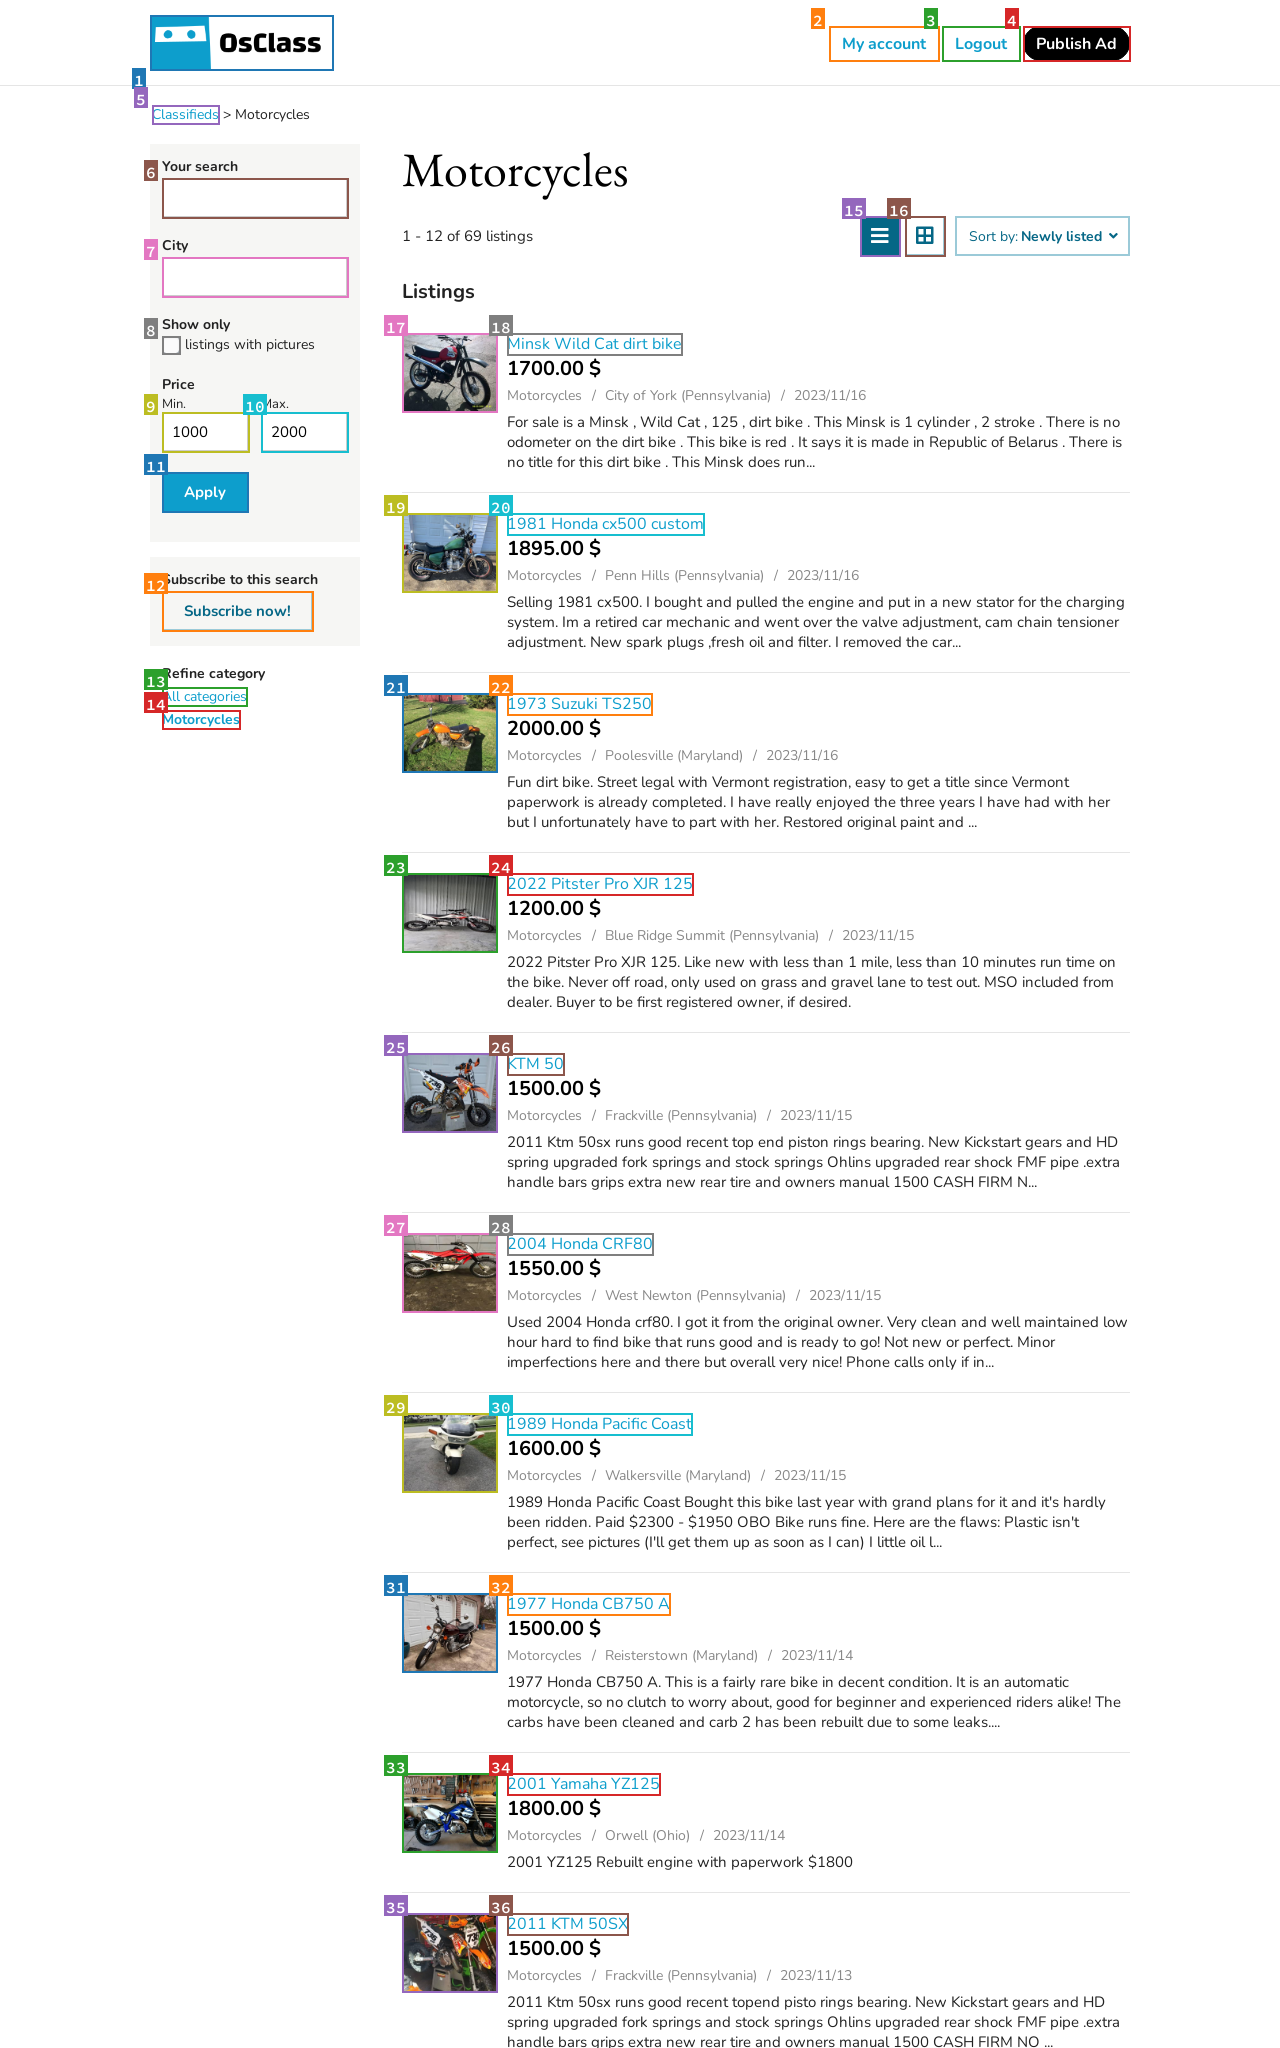 OsClass
1
2
My account
3
Logout
4
Publish Ad
5
Classifieds > Motorcycles
6
Your search
7
City
8
Show only
listings with pictures
Price
9
Min.
10
Max.
1000
2000
11
Apply
12
Subscribe to this search
Subscribe now!
Refine category
13
All categories
14
Motorcycles
Motorcycles
1 - 12 of 69 listings
15
16
Sort by: Newly listed
Listings
17
18
Minsk Wild Cat dirt bike
1700.00 $
Motorcycles / City of York (Pennsylvania) / 2023/11/16
For sale is a Minsk , Wild Cat , 125 , dirt bike . This Minsk is 1 cylinder , 2 stroke . There is no
odometer on the dirt bike . This bike is red . It says it is made in Republic of Belarus . There is
no title for this dirt bike . This Minsk does run...
19
20
1981 Honda cx500 custom
1895.00 $
Motorcycles / Penn Hills (Pennsylvania) / 2023/11/16
Selling 1981 cx500. I bought and pulled the engine and put in a new stator for the charging
system. Im a retired car mechanic and went over the valve adjustment, cam chain tensioner
adjustment. New spark plugs ,fresh oil and filter. I removed the car...
21
22
1973 Suzuki TS250
2000.00 $
Motorcycles / Poolesville (Maryland) / 2023/11/16
Fun dirt bike. Street legal with Vermont registration, easy to get a title since Vermont
paperwork is already completed. I have really enjoyed the three years I have had with her
but I unfortunately have to part with her. Restored original paint and ...
23
24
2022 Pitster Pro XJR 125
1200.00 $
Motorcycles / Blue Ridge Summit (Pennsylvania) / 2023/11/15
2022 Pitster Pro XJR 125. Like new with less than 1 mile, less than 10 minutes run time on
the bike. Never off road, only used on grass and gravel lane to test out. MSO included from
dealer. Buyer to be first registered owner, if desired.
25
26
KTM 50
1500.00 $
Motorcycles / Frackville (Pennsylvania) / 2023/11/15
2011 Ktm 50sx runs good recent top end piston rings bearing. New Kickstart gears and HD
spring upgraded fork springs and stock springs Ohlins upgraded rear shock FMF pipe .extra
handle bars grips extra new rear tire and owners manual 1500 CASH FIRM N...
27
28
2004 Honda CRF80
1550.00 $
Motorcycles / West Newton (Pennsylvania) / 2023/11/15
Used 2004 Honda crf80. I got it from the original owner. Very clean and well maintained low
hour hard to find bike that runs good and is ready to go! Not new or perfect. Minor
imperfections here and there but overall very nice! Phone calls only if in...
29
30
1989 Honda Pacific Coast
1600.00 $
Motorcycles / Walkersville (Maryland) / 2023/11/15
1989 Honda Pacific Coast Bought this bike last year with grand plans for it and it's hardly
been ridden. Paid $2300 - $1950 OBO Bike runs fine. Here are the flaws: Plastic isn't
perfect, see pictures (I'll get them up as soon as I can) I little oil l...
31
32
1977 Honda CB750 A
1500.00 $
Motorcycles / Reisterstown (Maryland) / 2023/11/14
1977 Honda CB750 A. This is a fairly rare bike in decent condition. It is an automatic
motorcycle, so no clutch to worry about, good for beginner and experienced riders alike! The
carbs have been cleaned and carb 2 has been rebuilt due to some leaks....
33
34
2001 Yamaha YZ125
1800.00 $
Motorcycles / Orwell (Ohio) / 2023/11/14
2001 YZ125 Rebuilt engine with paperwork $1800
35
36
2011 KTM 50SX
1500.00 $
Motorcycles / Frackville (Pennsylvania) / 2023/11/13
2011 Ktm 50sx runs good recent topend pisto rings bearing. New Kickstart gears and HD
spring upgraded fork springs and stock springs Ohlins upgraded rear shock FMF pipe .extra
handle bars grips extra new rear tire and owners manual 1500 CASH FIRM NO ...